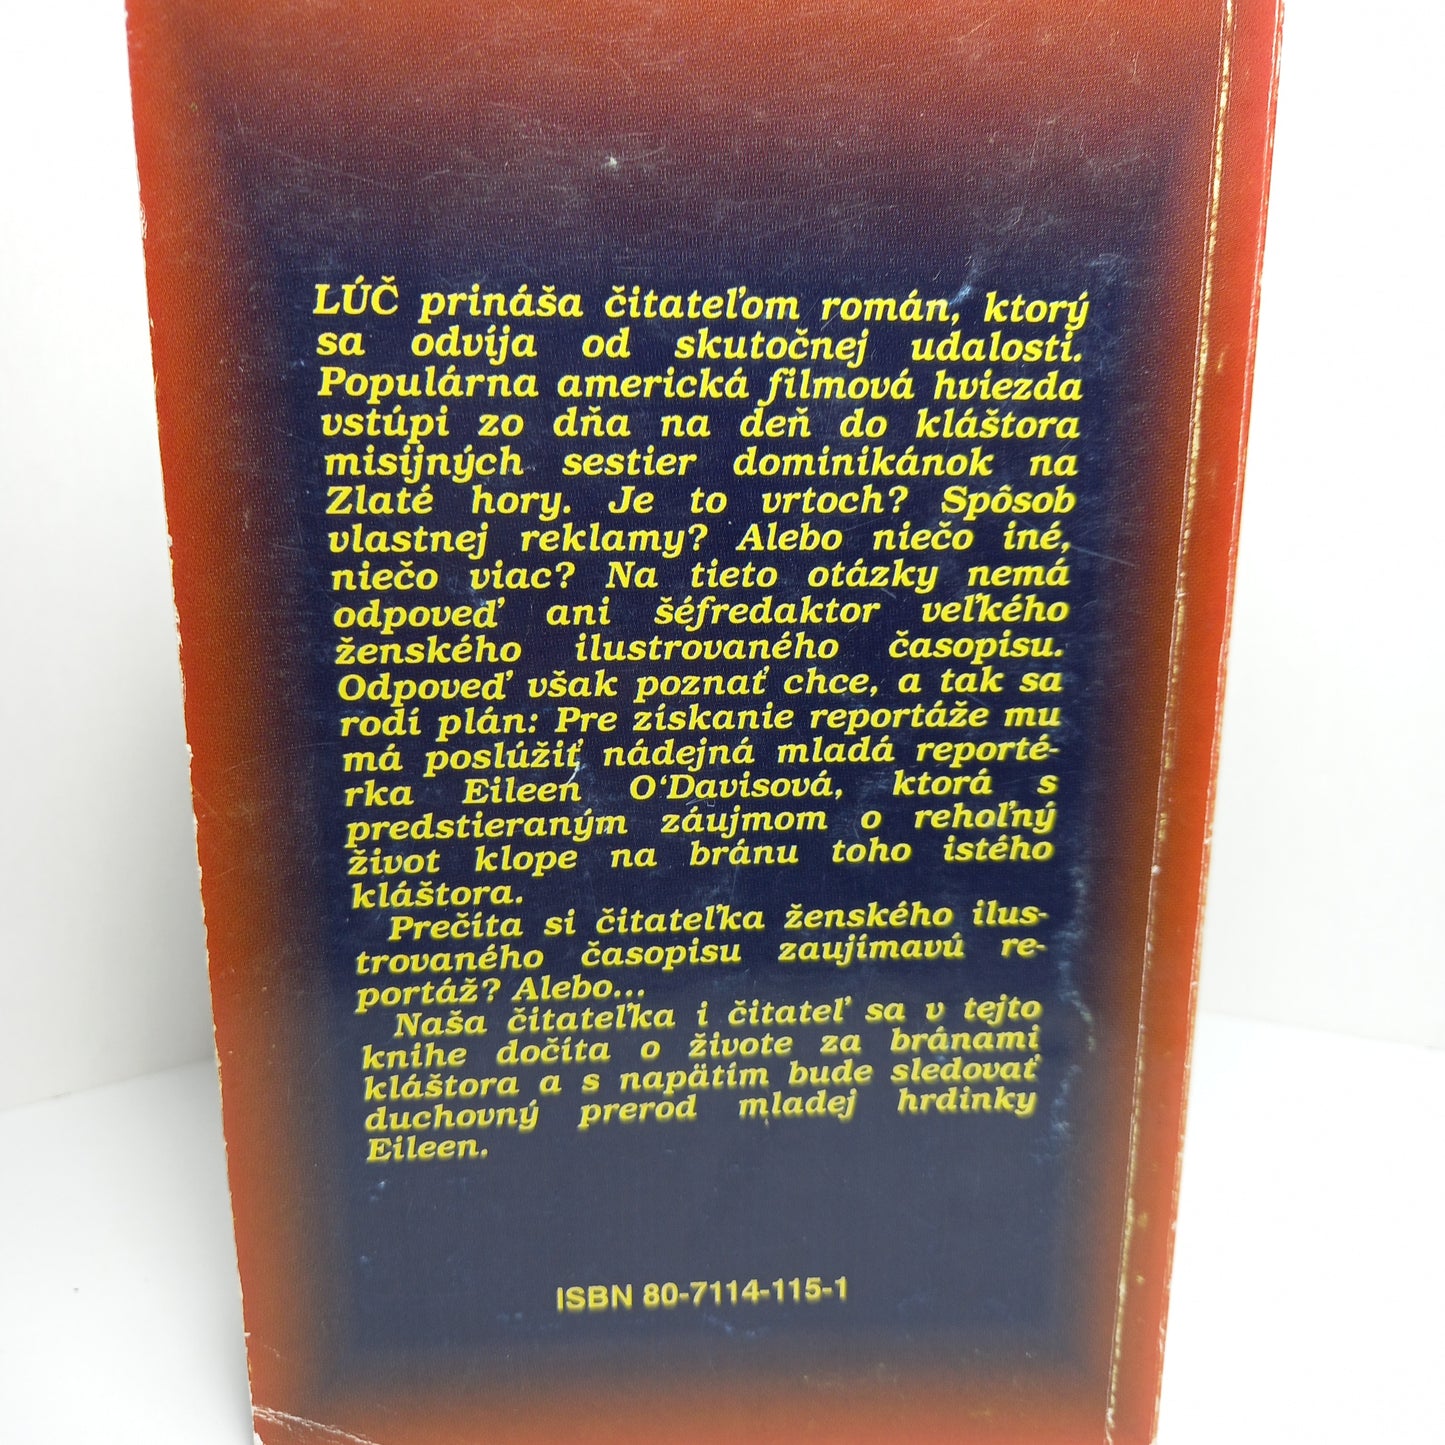 LÚČ prináša čitateľom román, ktorý
sa odvíja od skutočnej udalosti.
Populárna americká filmová hviezda
vstúpi zo dňa na deň do kláštora
misijných sestier dominikánok na
Zlaté hory. Je to vrtoch? Spôsob
vlastnej reklamy? Alebo niečo iné,
niečo viac? Na tieto otázky nemá
odpoveď ani šéfredaktor veľkého
ženského ilustrovaného časopisu.
Odpoveď však poznať chce, a tak sa
rodí plán: Pre získanie reportáže mu
má poslúžiť nádejná mladá reporté-
rka Eileen O‘Davisová, ktorá s
predstieraným záujmom o rehoľný
život klope na bránu toho istého
kláštora.
Prečíta si čitateľka ženského ilus-
trovaného časopisu zaujímavú re-
portáž? Alebo...
Naša čitateľka i čitateľ sa v tejto
knihe dočíta o živote za bránami
kláštora a s napätím bude sledovať
duchovný prerod mladej hrdinky
Eileen.
ISBN 80-7114-115-1